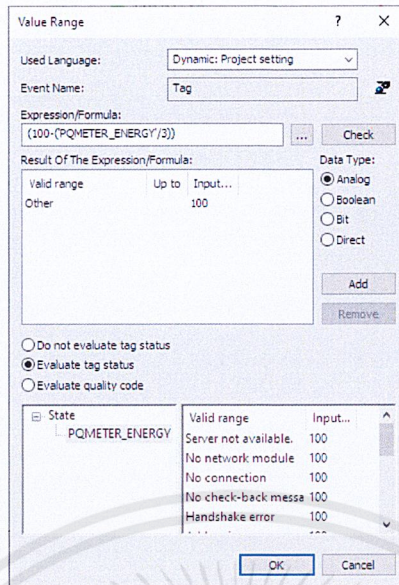 Value Range ? X
Used Language: Dynamic: Project setting
Event Name: Tag
Expression/Formula:
(100-('PQMETER_ENERGY'/3)) ... Check
Result Of The Expression/Formula: Data Type:
Valid range Up to Input...
Other 100
Analog
Boolean
Bit
Direct
Add
Remove
Do not evaluate tag status
Evaluate tag status
Evaluate quality code
State
PQMETER_ENERGY
Valid range Input...
Server not available. 100
No network module 100
No connection 100
No check-back messa 100
Handshake error 100
OK Cancel